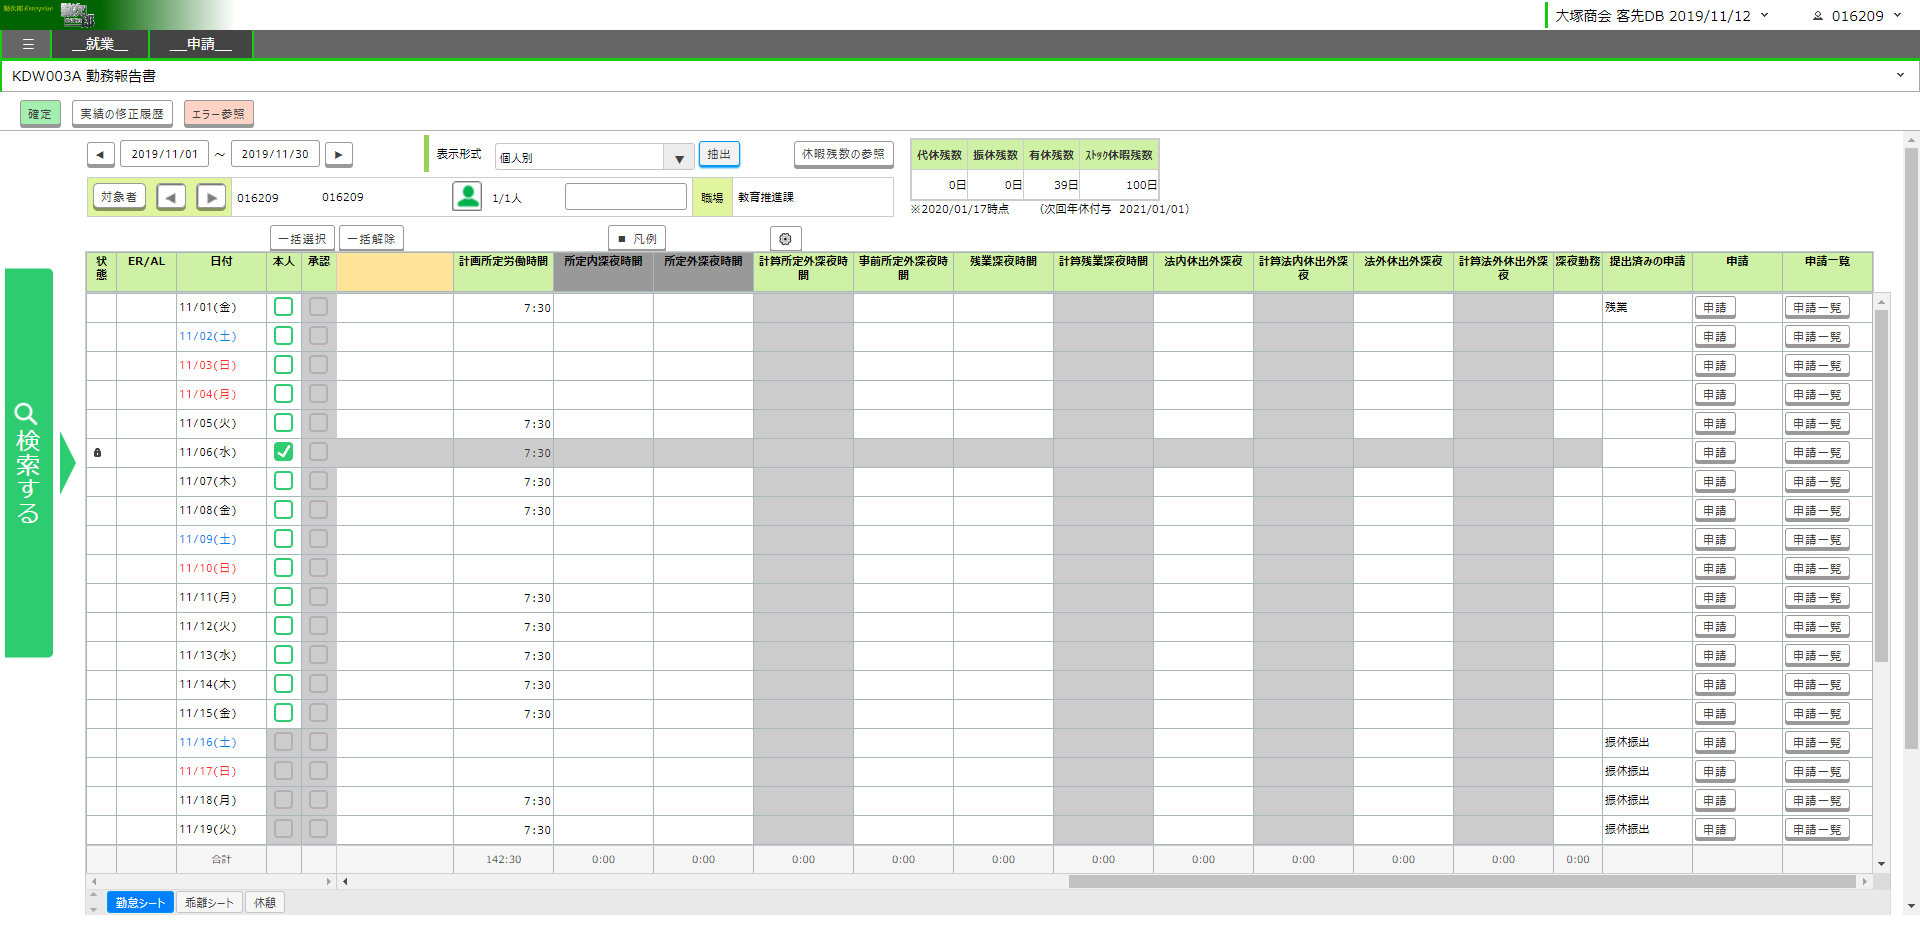 勤次郎Enterprise
大塚商会 客先DB 2019/11/12
016209
☰ __就業__ __申請__
KDW003A 勤務報告書
確定 実績の修正履歴 エラー参照
◀ 2019/11/01 ～ 2019/11/30 ▶ 表示形式 個人別 ▼ 抽出 休暇残数の参照
代休残数 振休残数 有休残数 ｽﾄｯｸ休暇残数
0日 0日 39日 100日
※2020/01/17時点 （次回年休付与 2021/01/01）
対象者 ◀ ▶ 016209 016209 1/1人 職場 教育推進課
一括選択 一括解除 ■ 凡例
検索する
状態 ER/AL 日付 本人 承認 計画所定労働時間 所定内深夜時間 所定外深夜時間 計算所定外深夜時間 事前所定外深夜時間 残業深夜時間 計算残業深夜時間 法内休出外深夜 計算法内休出外深夜 法外休出外深夜 計算法外休出外深夜 深夜勤務 提出済みの申請 申請 申請一覧
11/01(金) 7:30 残業 申請 申請一覧
11/02(土) 申請 申請一覧
11/03(日) 申請 申請一覧
11/04(月) 申請 申請一覧
11/05(火) 7:30 申請 申請一覧
11/06(水) 7:30 申請 申請一覧
11/07(木) 7:30 申請 申請一覧
11/08(金) 7:30 申請 申請一覧
11/09(土) 申請 申請一覧
11/10(日) 申請 申請一覧
11/11(月) 7:30 申請 申請一覧
11/12(火) 7:30 申請 申請一覧
11/13(水) 7:30 申請 申請一覧
11/14(木) 7:30 申請 申請一覧
11/15(金) 7:30 申請 申請一覧
11/16(土) 振休振出 申請 申請一覧
11/17(日) 振休振出 申請 申請一覧
11/18(月) 7:30 振休振出 申請 申請一覧
11/19(火) 7:30 振休振出 申請 申請一覧
合計 142:30 0:00 0:00 0:00 0:00 0:00 0:00 0:00 0:00 0:00 0:00 0:00
勤怠シート 乖離シート 休憩